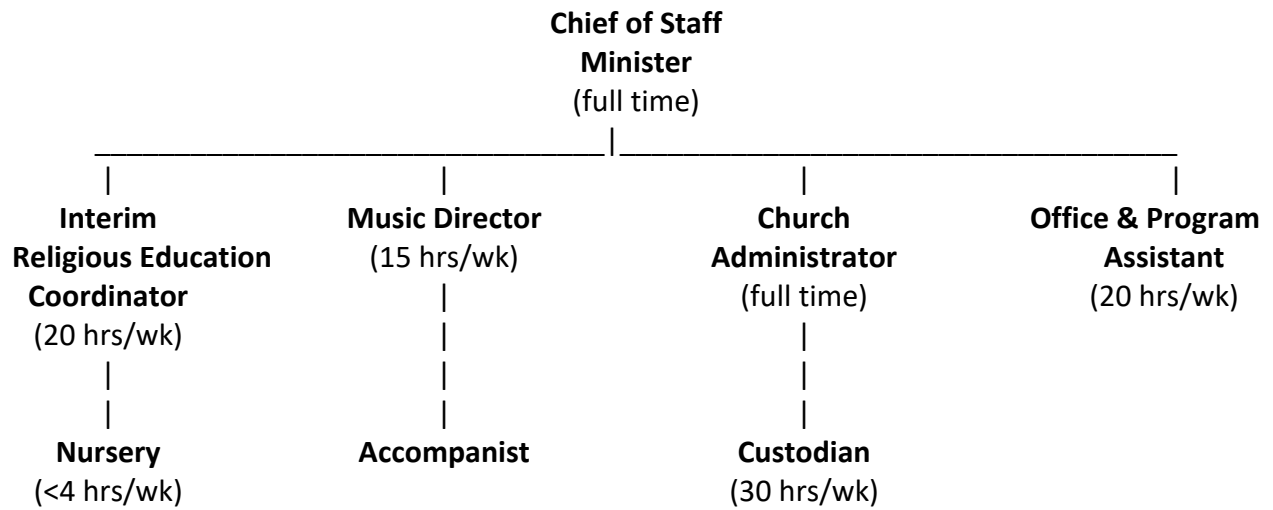 Chief of Staff
Minister
(full time)
Interim
Religious Education
Coordinator
(20 hrs/wk)
Music Director
(15 hrs/wk)
Church
Administrator
(full time)
Office & Program
Assistant
(20 hrs/wk)
Nursery
(<4 hrs/wk)
Accompanist
Custodian
(30 hrs/wk)